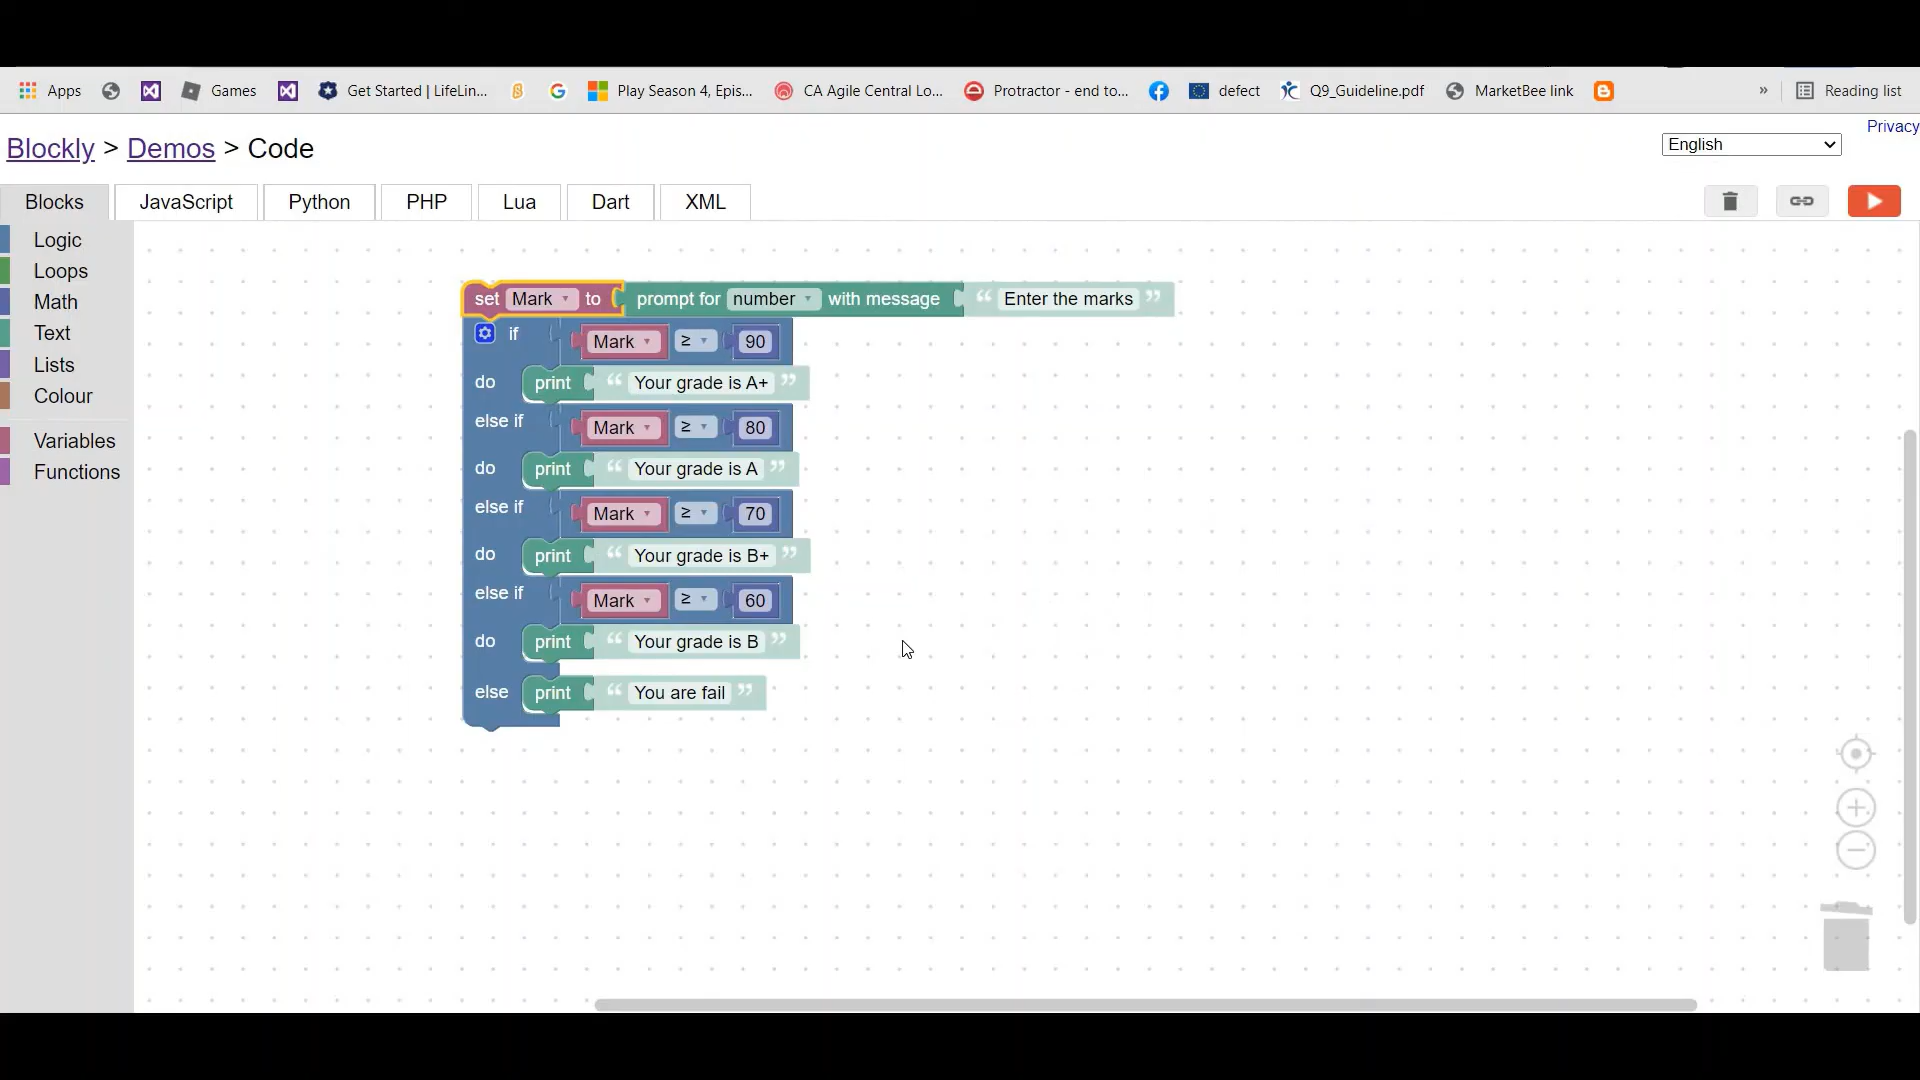 Apps Games Get Started | LifeLin... Play Season 4, Epis... CA Agile Central Lo... Protractor - end to... defect Q9_Guideline.pdf MarketBee link » Reading list
Privacy
Blockly > Demos > Code English
Blocks JavaScript Python PHP Lua Dart XML
Logic
Loops
Math
Text
Lists
Colour
Variables
Functions
set Mark to prompt for number with message “ Enter the marks ”
if Mark ≥ 90
do print “ Your grade is A+ ”
else if Mark ≥ 80
do print “ Your grade is A ”
else if Mark ≥ 70
do print “ Your grade is B+ ”
else if Mark ≥ 60
do print “ Your grade is B ”
else print “ You are fail ”